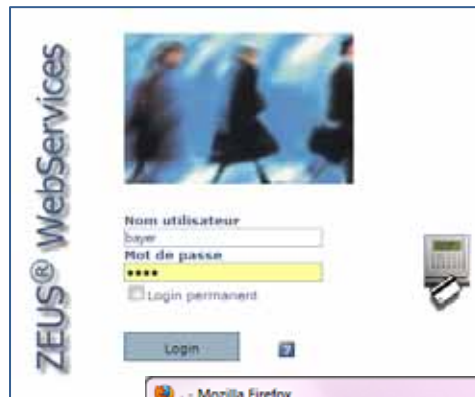 ZEUS® WebServices
Nom utilisateur
bayer
Mot de passe
••••
Login permanent
Login
?
. - Mozilla Firefox